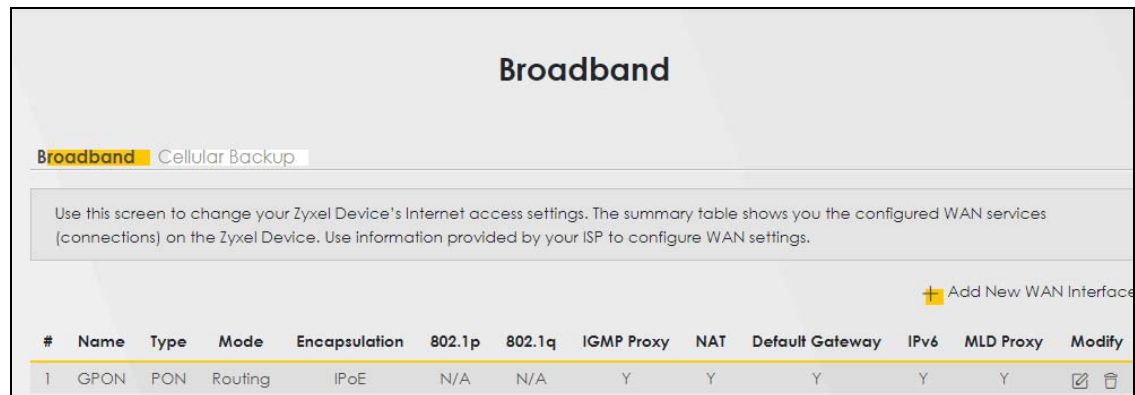 Broadband
Broadband Cellular Backup
Use this screen to change your Zyxel Device's Internet access settings. The summary table shows you the configured WAN services
(connections) on the Zyxel Device. Use information provided by your ISP to configure WAN settings.
+ Add New WAN Interface
# Name Type Mode Encapsulation 802.1p 802.1q IGMP Proxy NAT Default Gateway IPv6 MLD Proxy Modify
1 GPON PON Routing IPoE N/A N/A Y Y Y Y Y